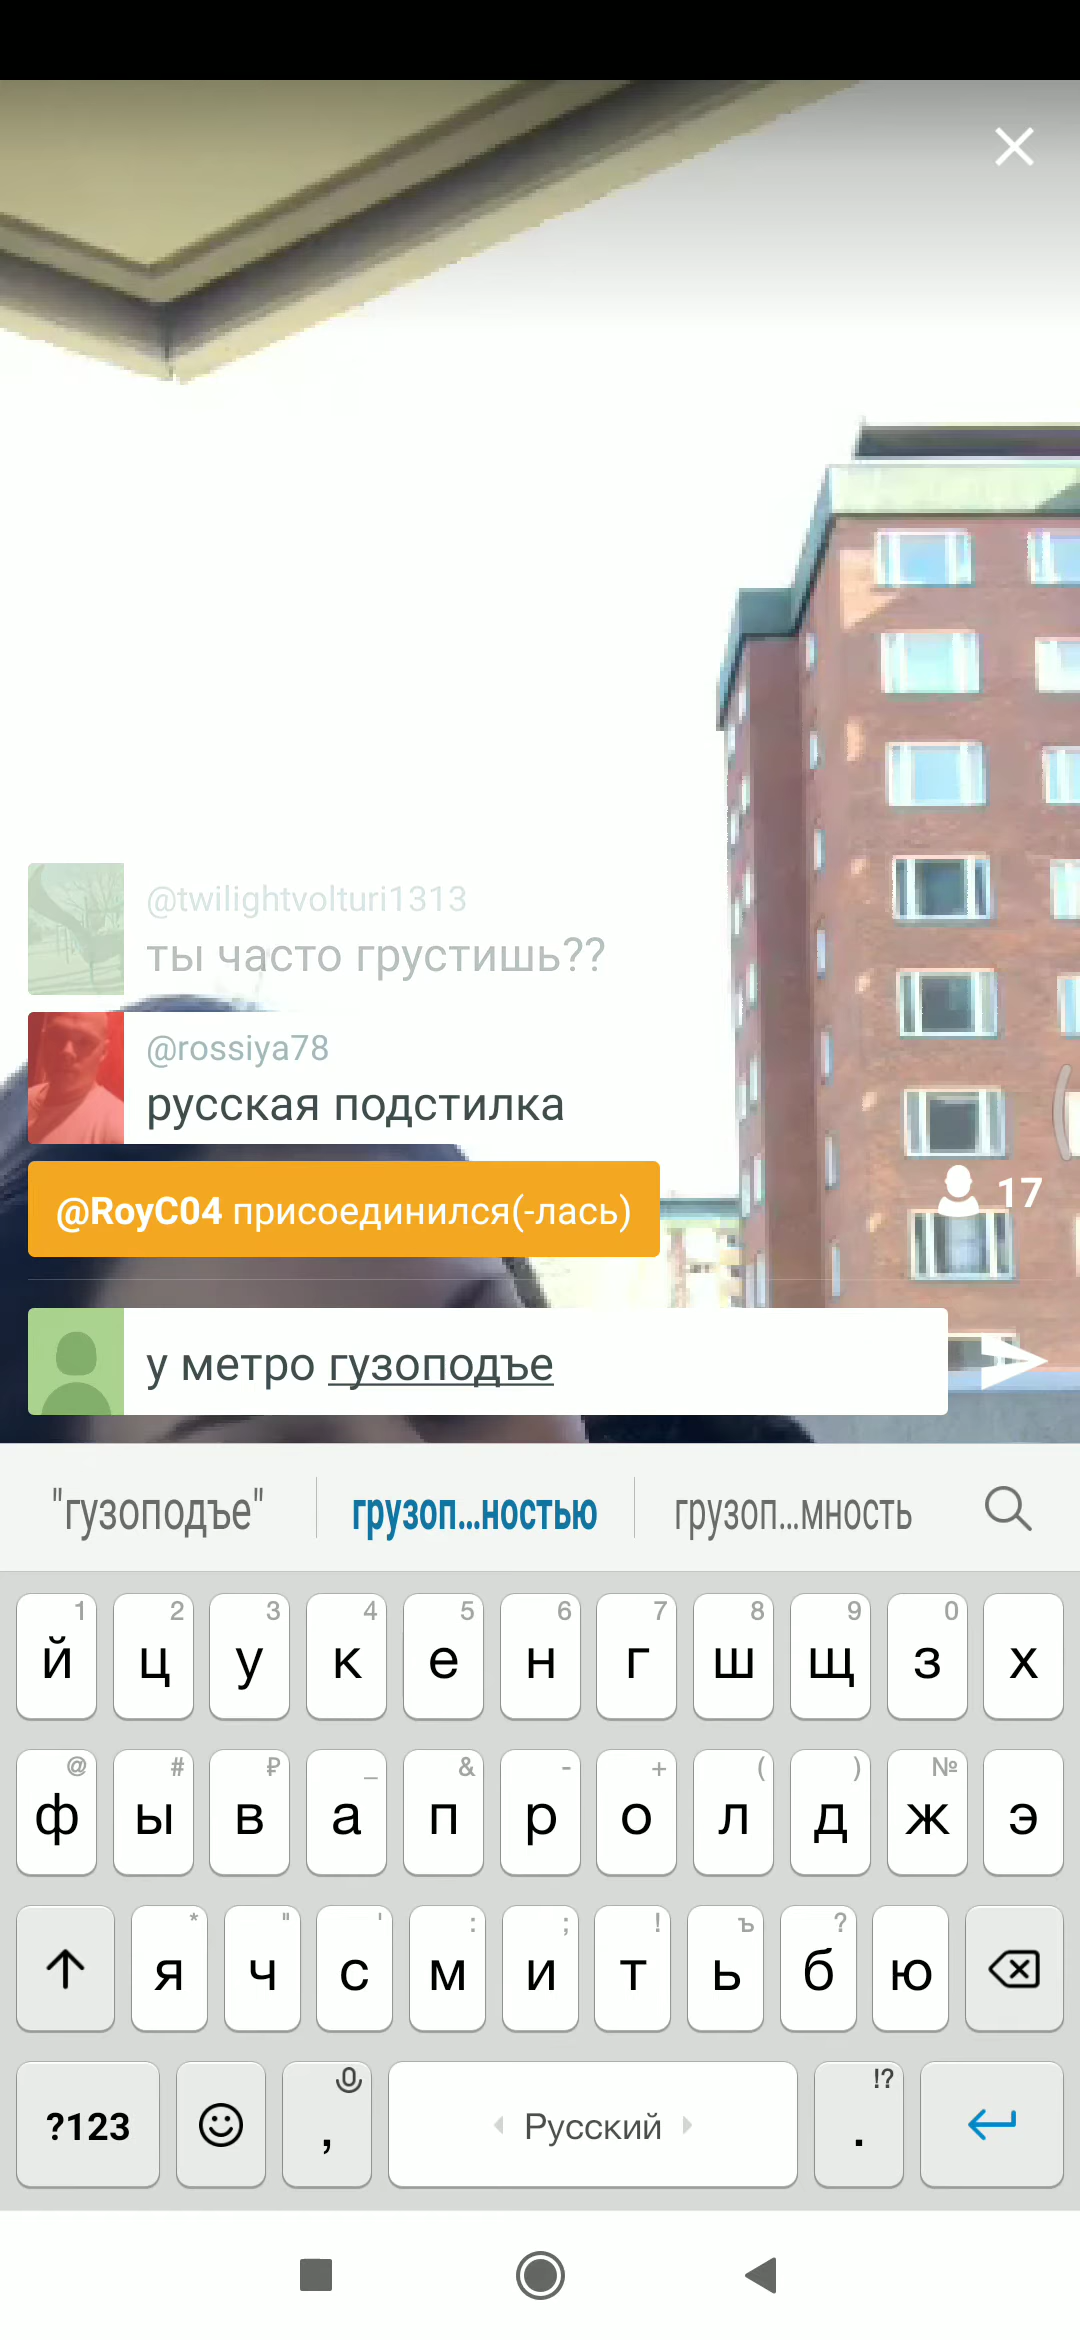 @twilightvolturi1313
ты часто грустишь??
@rossiya78
русская подстилка
@RoyC04 присоединился(-лась)
17
у метро гузоподъе
"гузоподъе" грузоп...ностью грузоп...мность
1 2 3 4 5 6 7 8 9 0
й ц у к е н г ш щ з х
@ # ₽ _ & - + ( ) №
ф ы в а п р о л д ж э
* " ' : ; ! ъ ?
я ч с м и т ь б ю
!?
?123 , Русский .